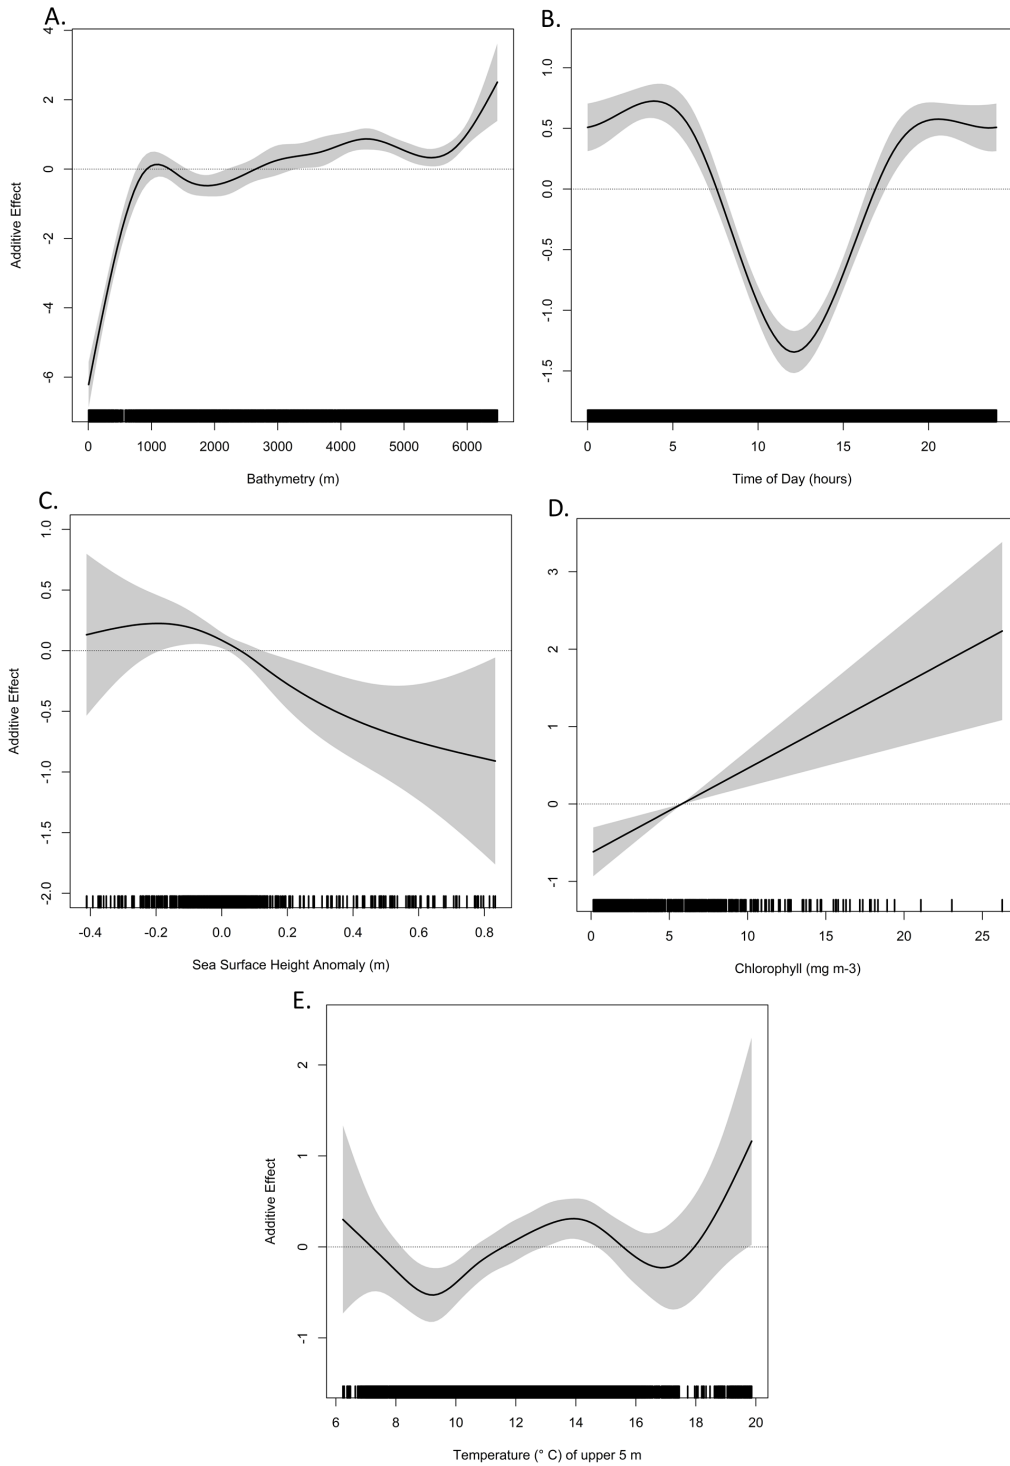 A.
4
2
0
-2
-4
-6
Additive Effect
0 1000 2000 3000 4000 5000 6000
Bathymetry (m)
B.
1.0
0.5
0.0
-0.5
-1.0
-1.5
0 5 10 15 20
Time of Day (hours)
C.
1.0
0.5
0.0
-0.5
-1.0
-1.5
-2.0
Additive Effect
-0.4 -0.2 0.0 0.2 0.4 0.6 0.8
Sea Surface Height Anomaly (m)
D.
3
2
1
0
-1
0 5 10 15 20 25
Chlorophyll (mg m-3)
E.
2
1
0
-1
Additive Effect
6 8 10 12 14 16 18 20
Temperature (° C) of upper 5 m